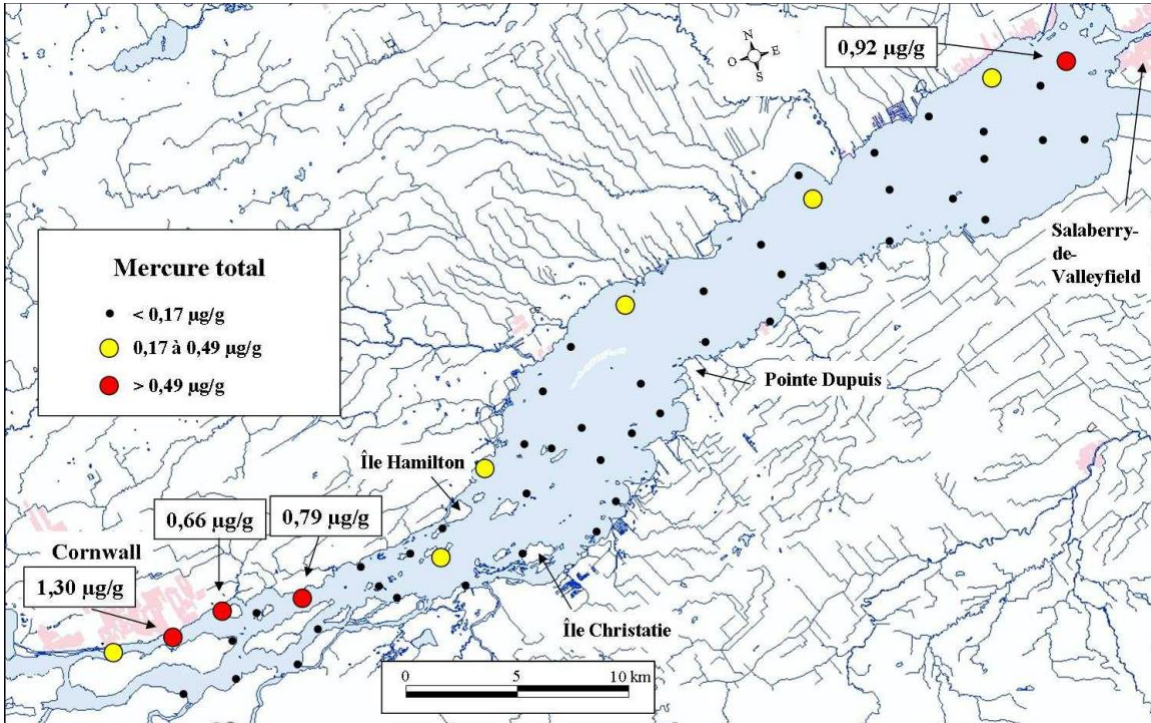 N
O E
S
0,92 µg/g
Salaberry-
de-
Valleyfield
Mercure total
< 0,17 µg/g
0,17 à 0,49 µg/g
> 0,49 µg/g
Pointe Dupuis
Île Hamilton
0,66 µg/g
0,79 µg/g
Cornwall
1,30 µg/g
Île Christatie
0 5 10 km